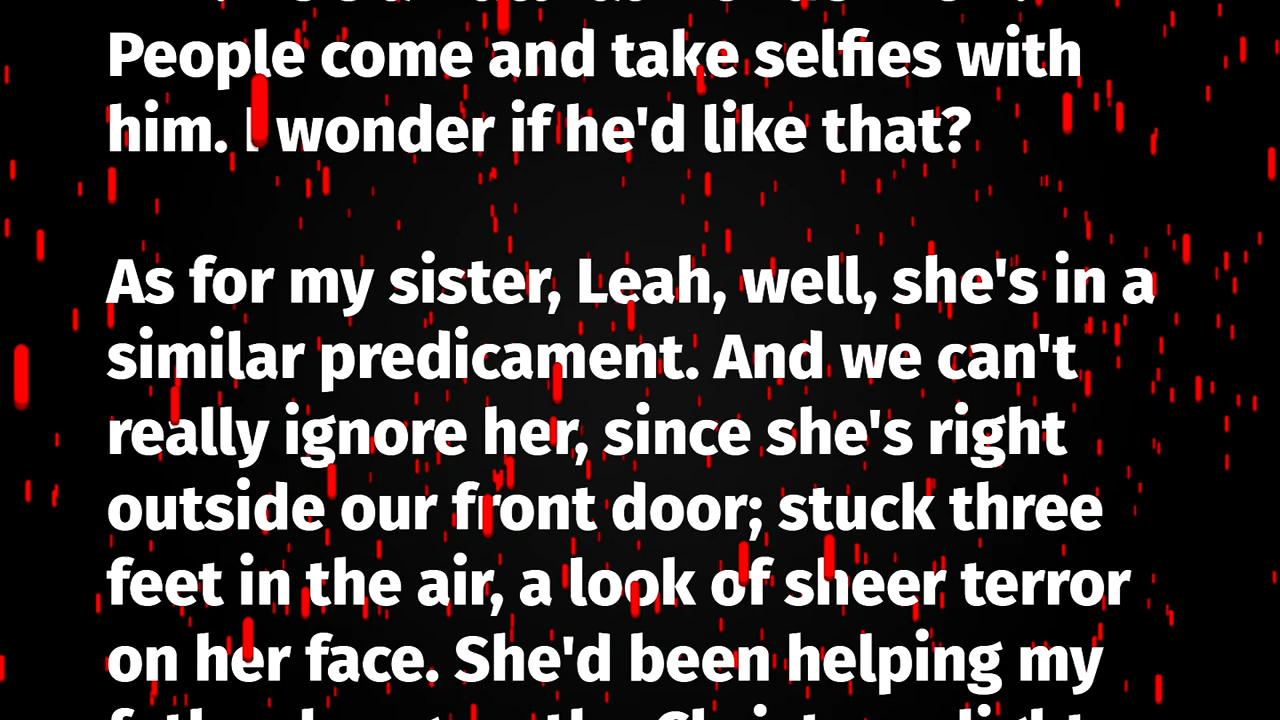 People come and take selfies with
him. I wonder if he'd like that?
As for my sister, Leah, well, she's in a
similar predicament. And we can't
really ignore her, since she's right
outside our front door; stuck three
feet in the air, a look of sheer terror
on her face. She'd been helping my